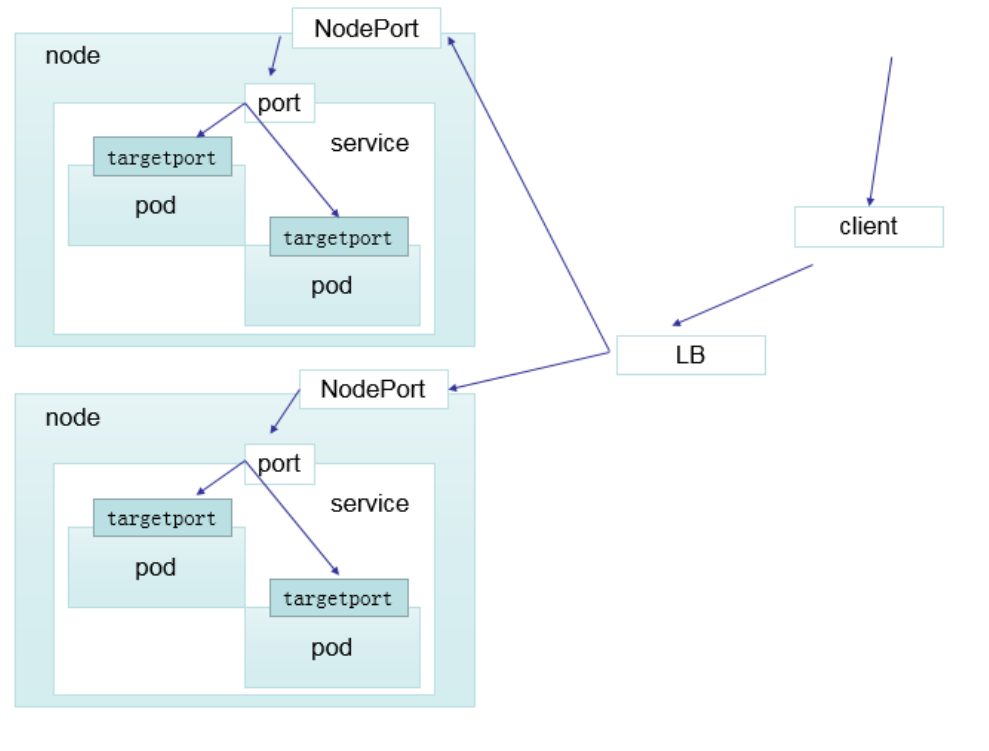 NodePort
node
port
service
targetport
pod
targetport
pod
client
LB
NodePort
node
port
service
targetport
pod
targetport
pod